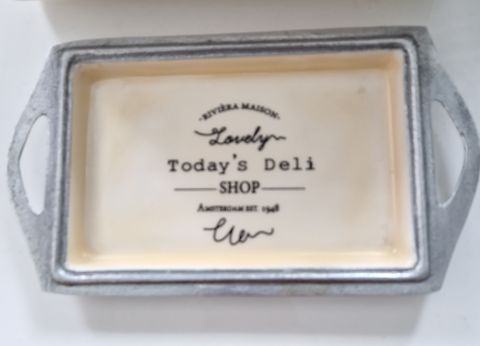 ·RIVIÈRA MAISON·
Lovely
Today's Deli
SHOP
AMSTERDAM EST. 1948